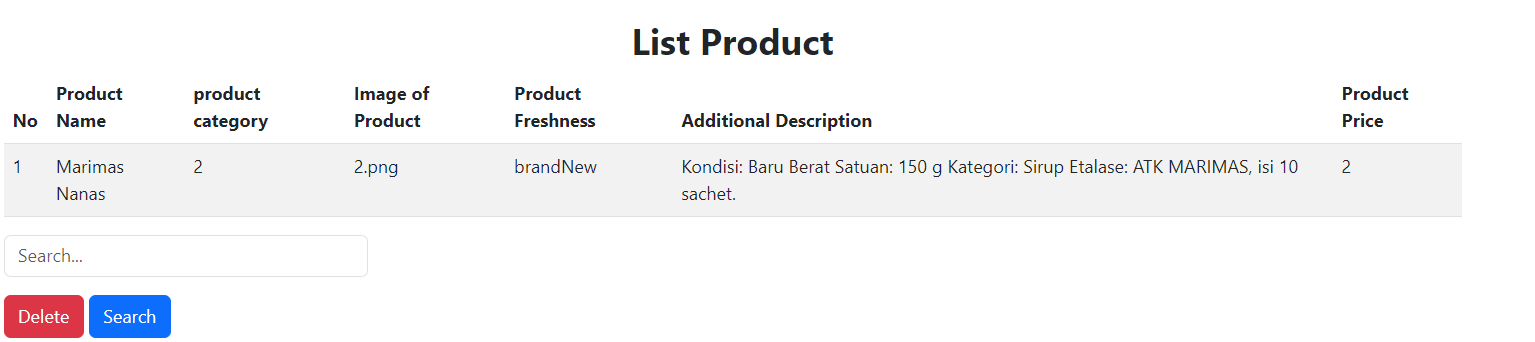 List Product
No Product Name product category Image of Product Product Freshness Additional Description Product Price
1 Marimas Nanas 2 2.png brandNew Kondisi: Baru Berat Satuan: 150 g Kategori: Sirup Etalase: ATK MARIMAS, isi 10 sachet. 2
Search...
Delete Search